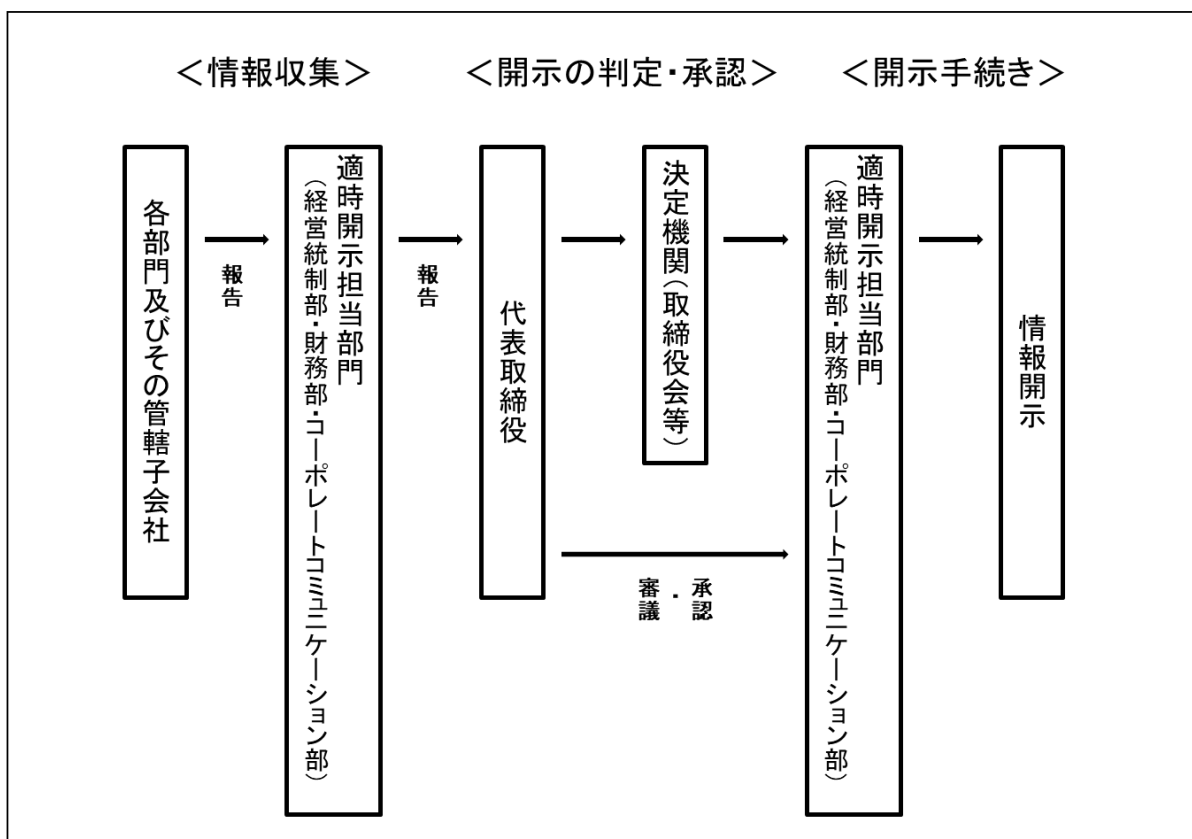 ＜情報収集＞
＜開示の判定・承認＞
＜開示手続き＞
各部門及びその管轄子会社
報告
適時開示担当部門
（経営統制部・財務部・コーポレートコミュニケーション部）
報告
代表取締役
決定機関（取締役会等）
審議・承認
適時開示担当部門
（経営統制部・財務部・コーポレートコミュニケーション部）
情報開示